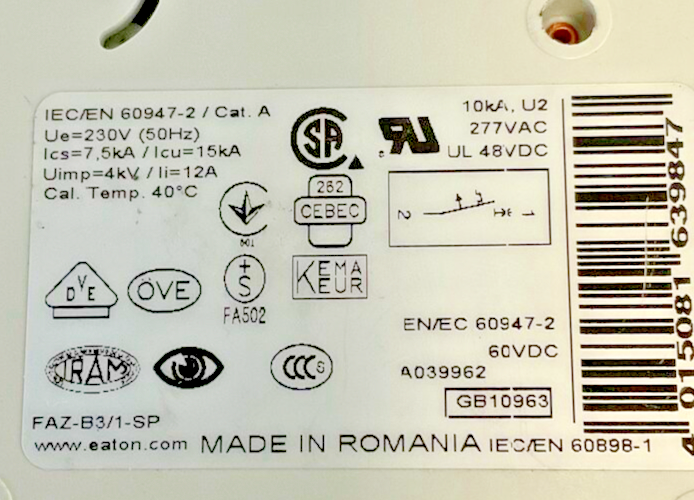 IEC/EN 60947-2 / Cat. A
Ue=230V (50Hz)
Ics=7,5kA / Icu=15kA
Uimp=4kV / Ii=12A
Cal. Temp. 40°C
SA
UR
10kA, U2
277VAC
UL 48VDC
262
CEBEC
2
1
DVE
ÖVE
+
S
FA502
KEMA
KEUR
EN/EC 60947-2
60VDC
A039962
GB10963
IRAM
CCC S
FAZ-B3/1-SP
www.eaton.com
MADE IN ROMANIA
IEC/EN 60898-1
4 015081 639847